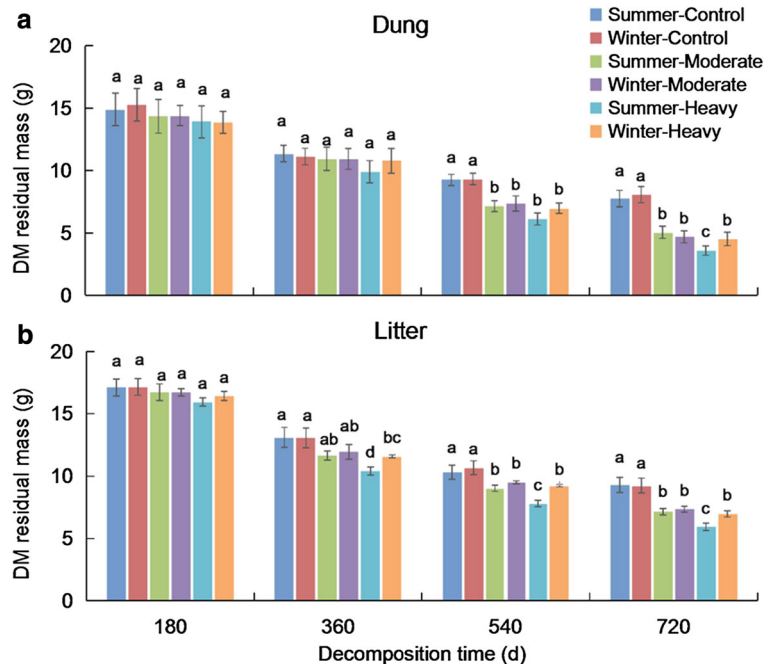 a
Dung
Summer-Control
Winter-Control
Summer-Moderate
Winter-Moderate
Summer-Heavy
Winter-Heavy
DM residual mass (g)
20
15
10
5
0
a a a a a a
a a a a a a
a a b b b b
a a b b c b
b
Litter
DM residual mass (g)
20
15
10
5
0
a a a a a a
a a ab ab d bc
a a b b c b
a a b b c b
180 360 540 720
Decomposition time (d)